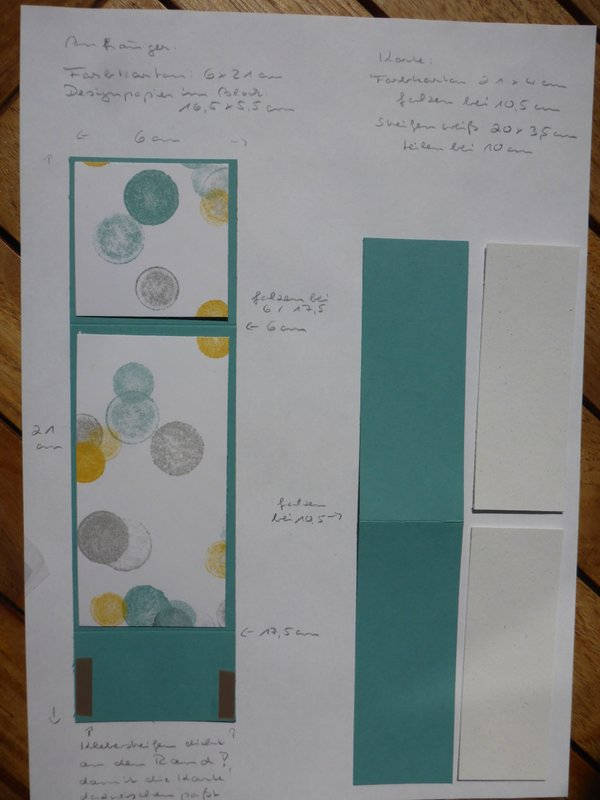 Anhänger:
Farbkarton: 6 x 21 cm
Designpapier im Block
16,5 x 5,5 cm
← 6 cm →
Karte:
Farbkarton 21 x 4 cm
falzen bei 10,5 cm
Streifen weiß 20 x 3,5 cm
teilen bei 10 cm
falzen bei
6 / 17,5
← 6 cm
21
cm
falzen
bei 10,5 →
← 17,5 cm
Klebestreifen dicht
an den Rand?,
damit die Karte
dazwischen paßt